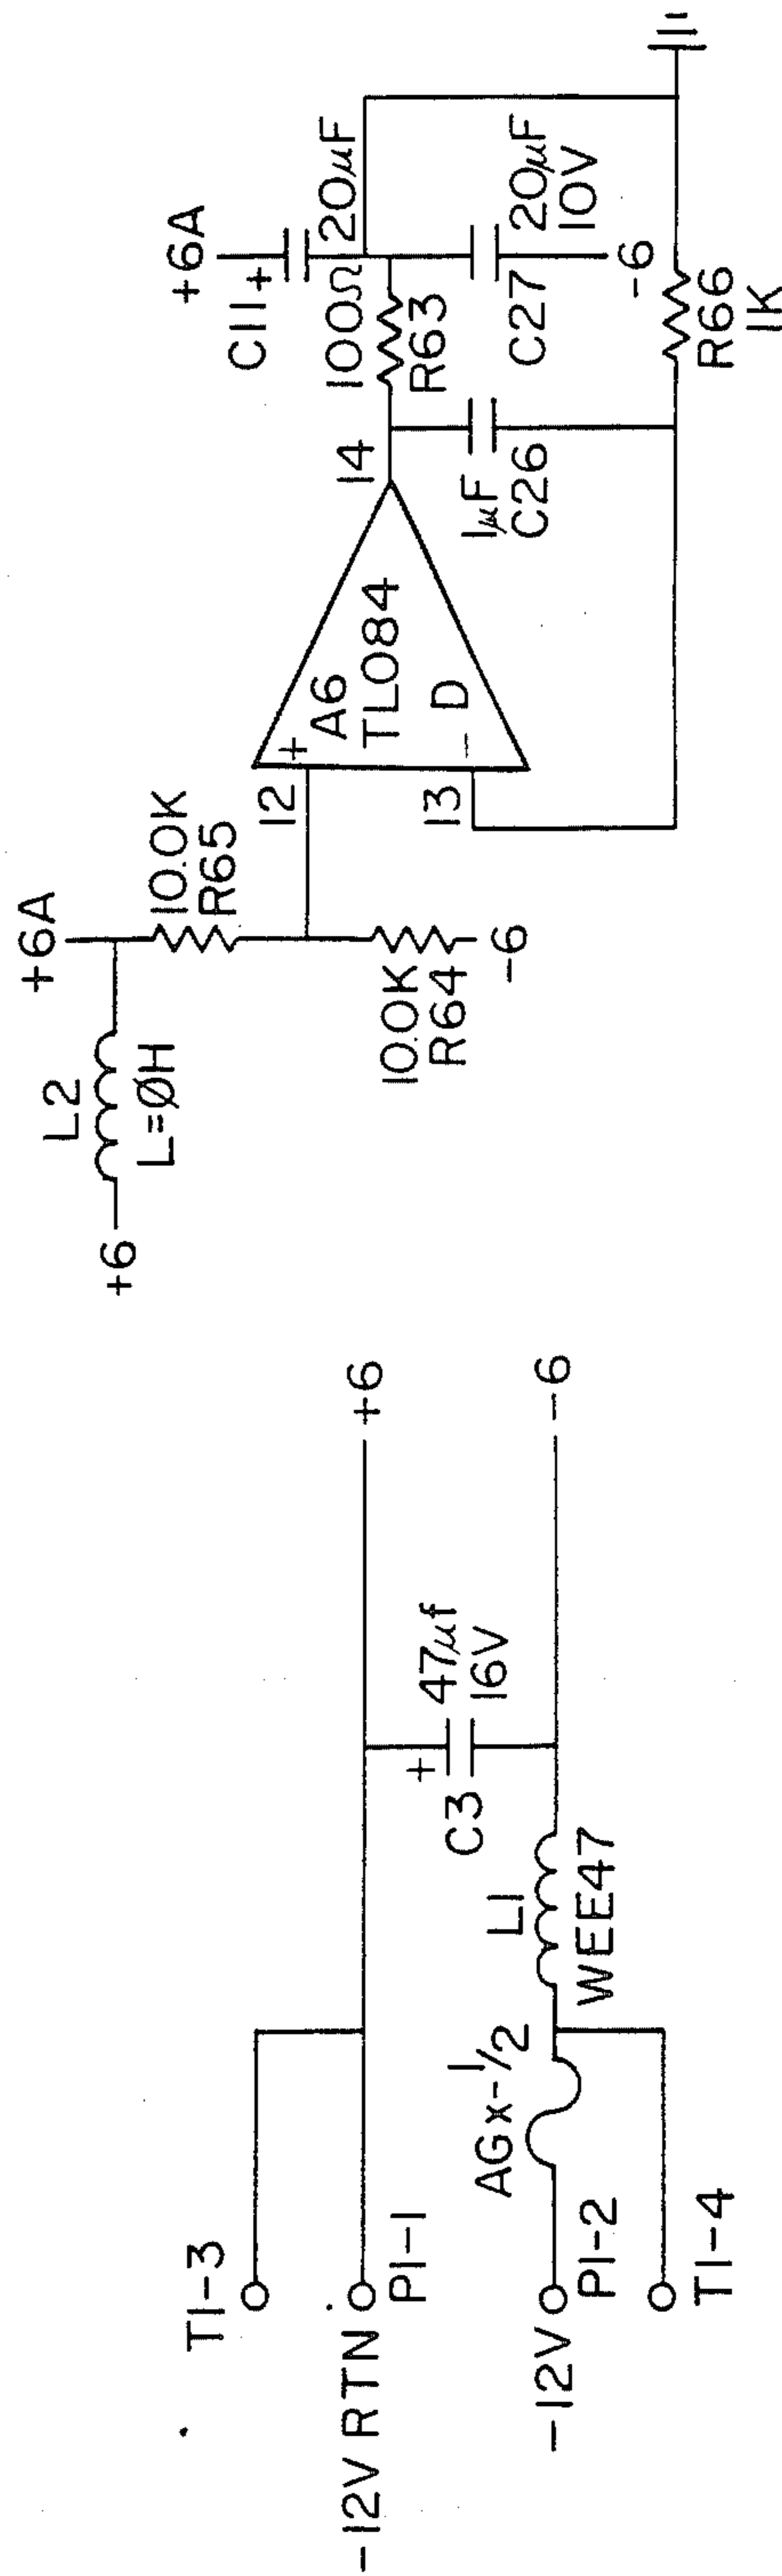 T1-3
-12V RTN
P1-1
AGx-1/2
-12V
P1-2
T1-4
L1
WEE47
C3
+
47µf
16V
+6
-6
+6
L2
L=ØH
+6A
10.0K
R65
10.0K
R64
-6
12
13
+
A6
TL084
-
D
14
1µF
C26
100Ω
R63
+6A
C11
+
20µF
C27
20µF
10V
-6
R66
1K